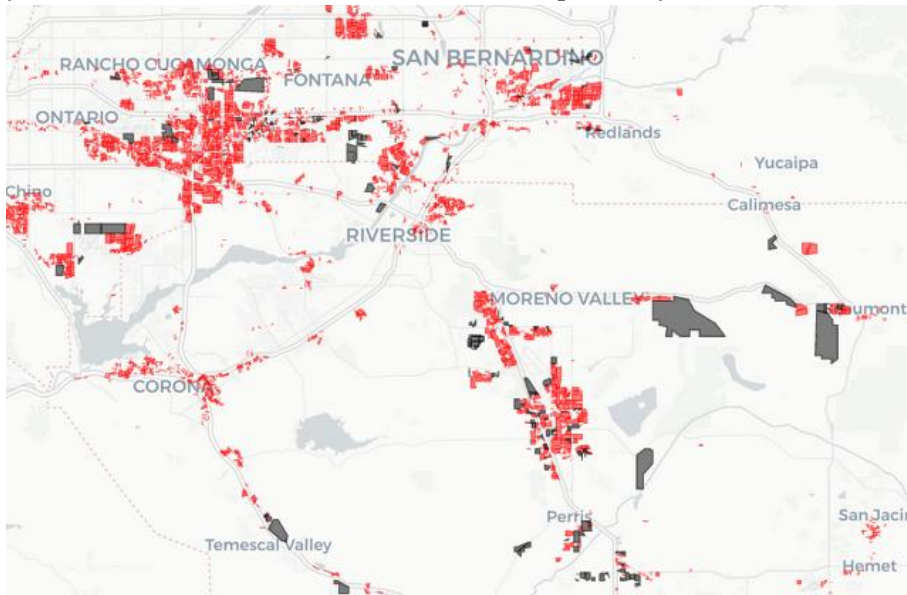 SAN BERNARDINO
RANCHO CUCAMONGA
FONTANA
ONTARIO
Redlands
Yucaipa
Chino
Calimesa
RIVERSIDE
MORENO VALLEY
Beaumont
CORONA
Perris
San Jacin
Temescal Valley
Hemet